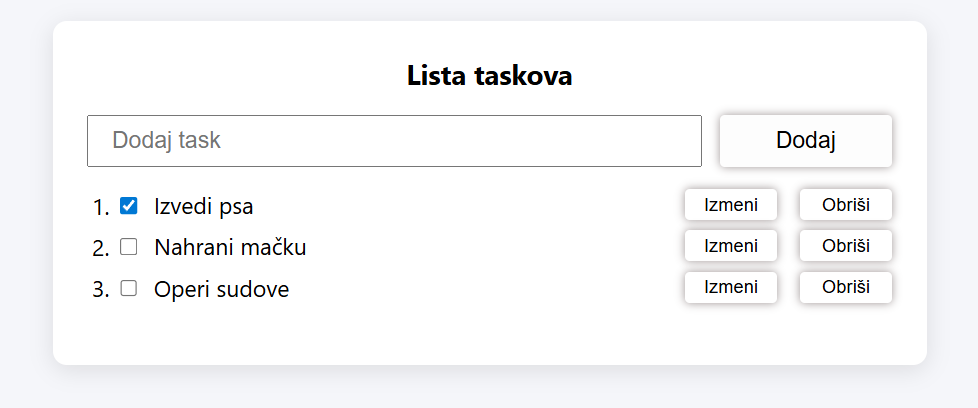 Lista taskova
Dodaj task Dodaj
1. Izvedi psa Izmeni Obriši
2. Nahrani mačku Izmeni Obriši
3. Operi sudove Izmeni Obriši